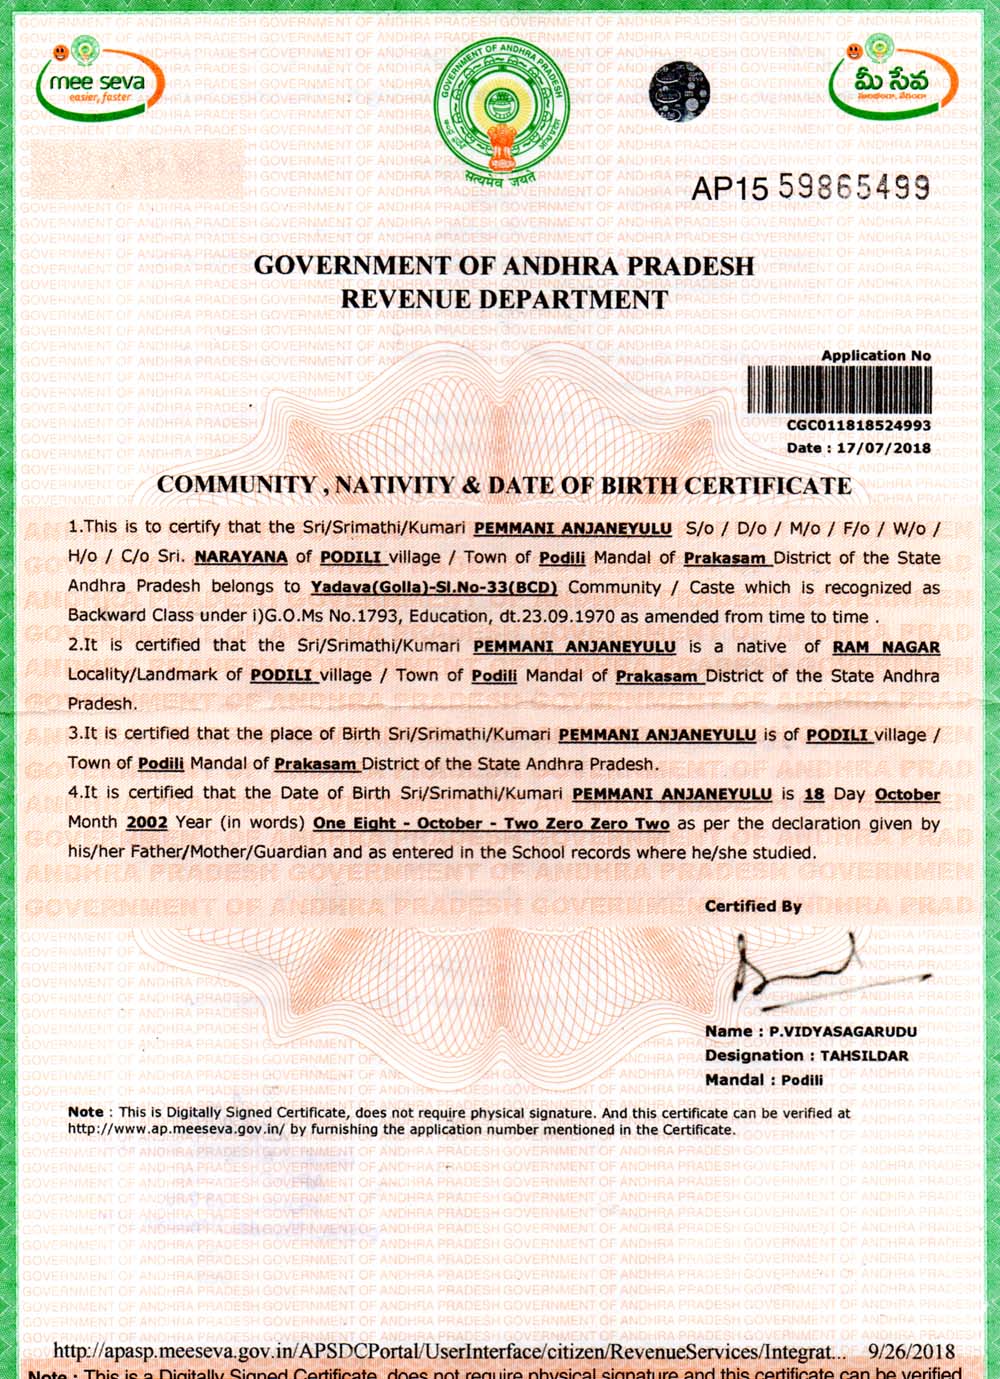 mee seva
easier, faster
GOVERNMENT OF ANDHRA PRADESH
सत्यमेव जयते
మీ సేవ
AP15 59865499
GOVERNMENT OF ANDHRA PRADESH
REVENUE DEPARTMENT
Application No
CGC011818524993
Date : 17/07/2018
COMMUNITY , NATIVITY & DATE OF BIRTH CERTIFICATE
1.This is to certify that the Sri/Srimathi/Kumari PEMMANI ANJANEYULU S/o / D/o / M/o / F/o / W/o /
H/o / C/o Sri. NARAYANA of PODILI village / Town of Podili Mandal of Prakasam District of the State
Andhra Pradesh belongs to Yadava(Golla)-Sl.No-33(BCD) Community / Caste which is recognized as
Backward Class under i)G.O.Ms No.1793, Education, dt.23.09.1970 as amended from time to time .
2.It is certified that the Sri/Srimathi/Kumari PEMMANI ANJANEYULU is a native of RAM NAGAR
Locality/Landmark of PODILI village / Town of Podili Mandal of Prakasam District of the State Andhra
Pradesh.
3.It is certified that the place of Birth Sri/Srimathi/Kumari PEMMANI ANJANEYULU is of PODILI village /
Town of Podili Mandal of Prakasam District of the State Andhra Pradesh.
4.It is certified that the Date of Birth Sri/Srimathi/Kumari PEMMANI ANJANEYULU is 18 Day October
Month 2002 Year (in words) One Eight - October - Two Zero Zero Two as per the declaration given by
his/her Father/Mother/Guardian and as entered in the School records where he/she studied.
Certified By
Name : P.VIDYASAGARUDU
Designation : TAHSILDAR
Mandal : Podili
Note : This is Digitally Signed Certificate, does not require physical signature. And this certificate can be verified at
http://www.ap.meeseva.gov.in/ by furnishing the application number mentioned in the Certificate.
http://apasp.meeseva.gov.in/APSDCPortal/UserInterface/citizen/RevenueServices/Integrat... 9/26/2018
Note : This is a Digitally Signed Certificate, does not require physical signature and this certificate can be verified